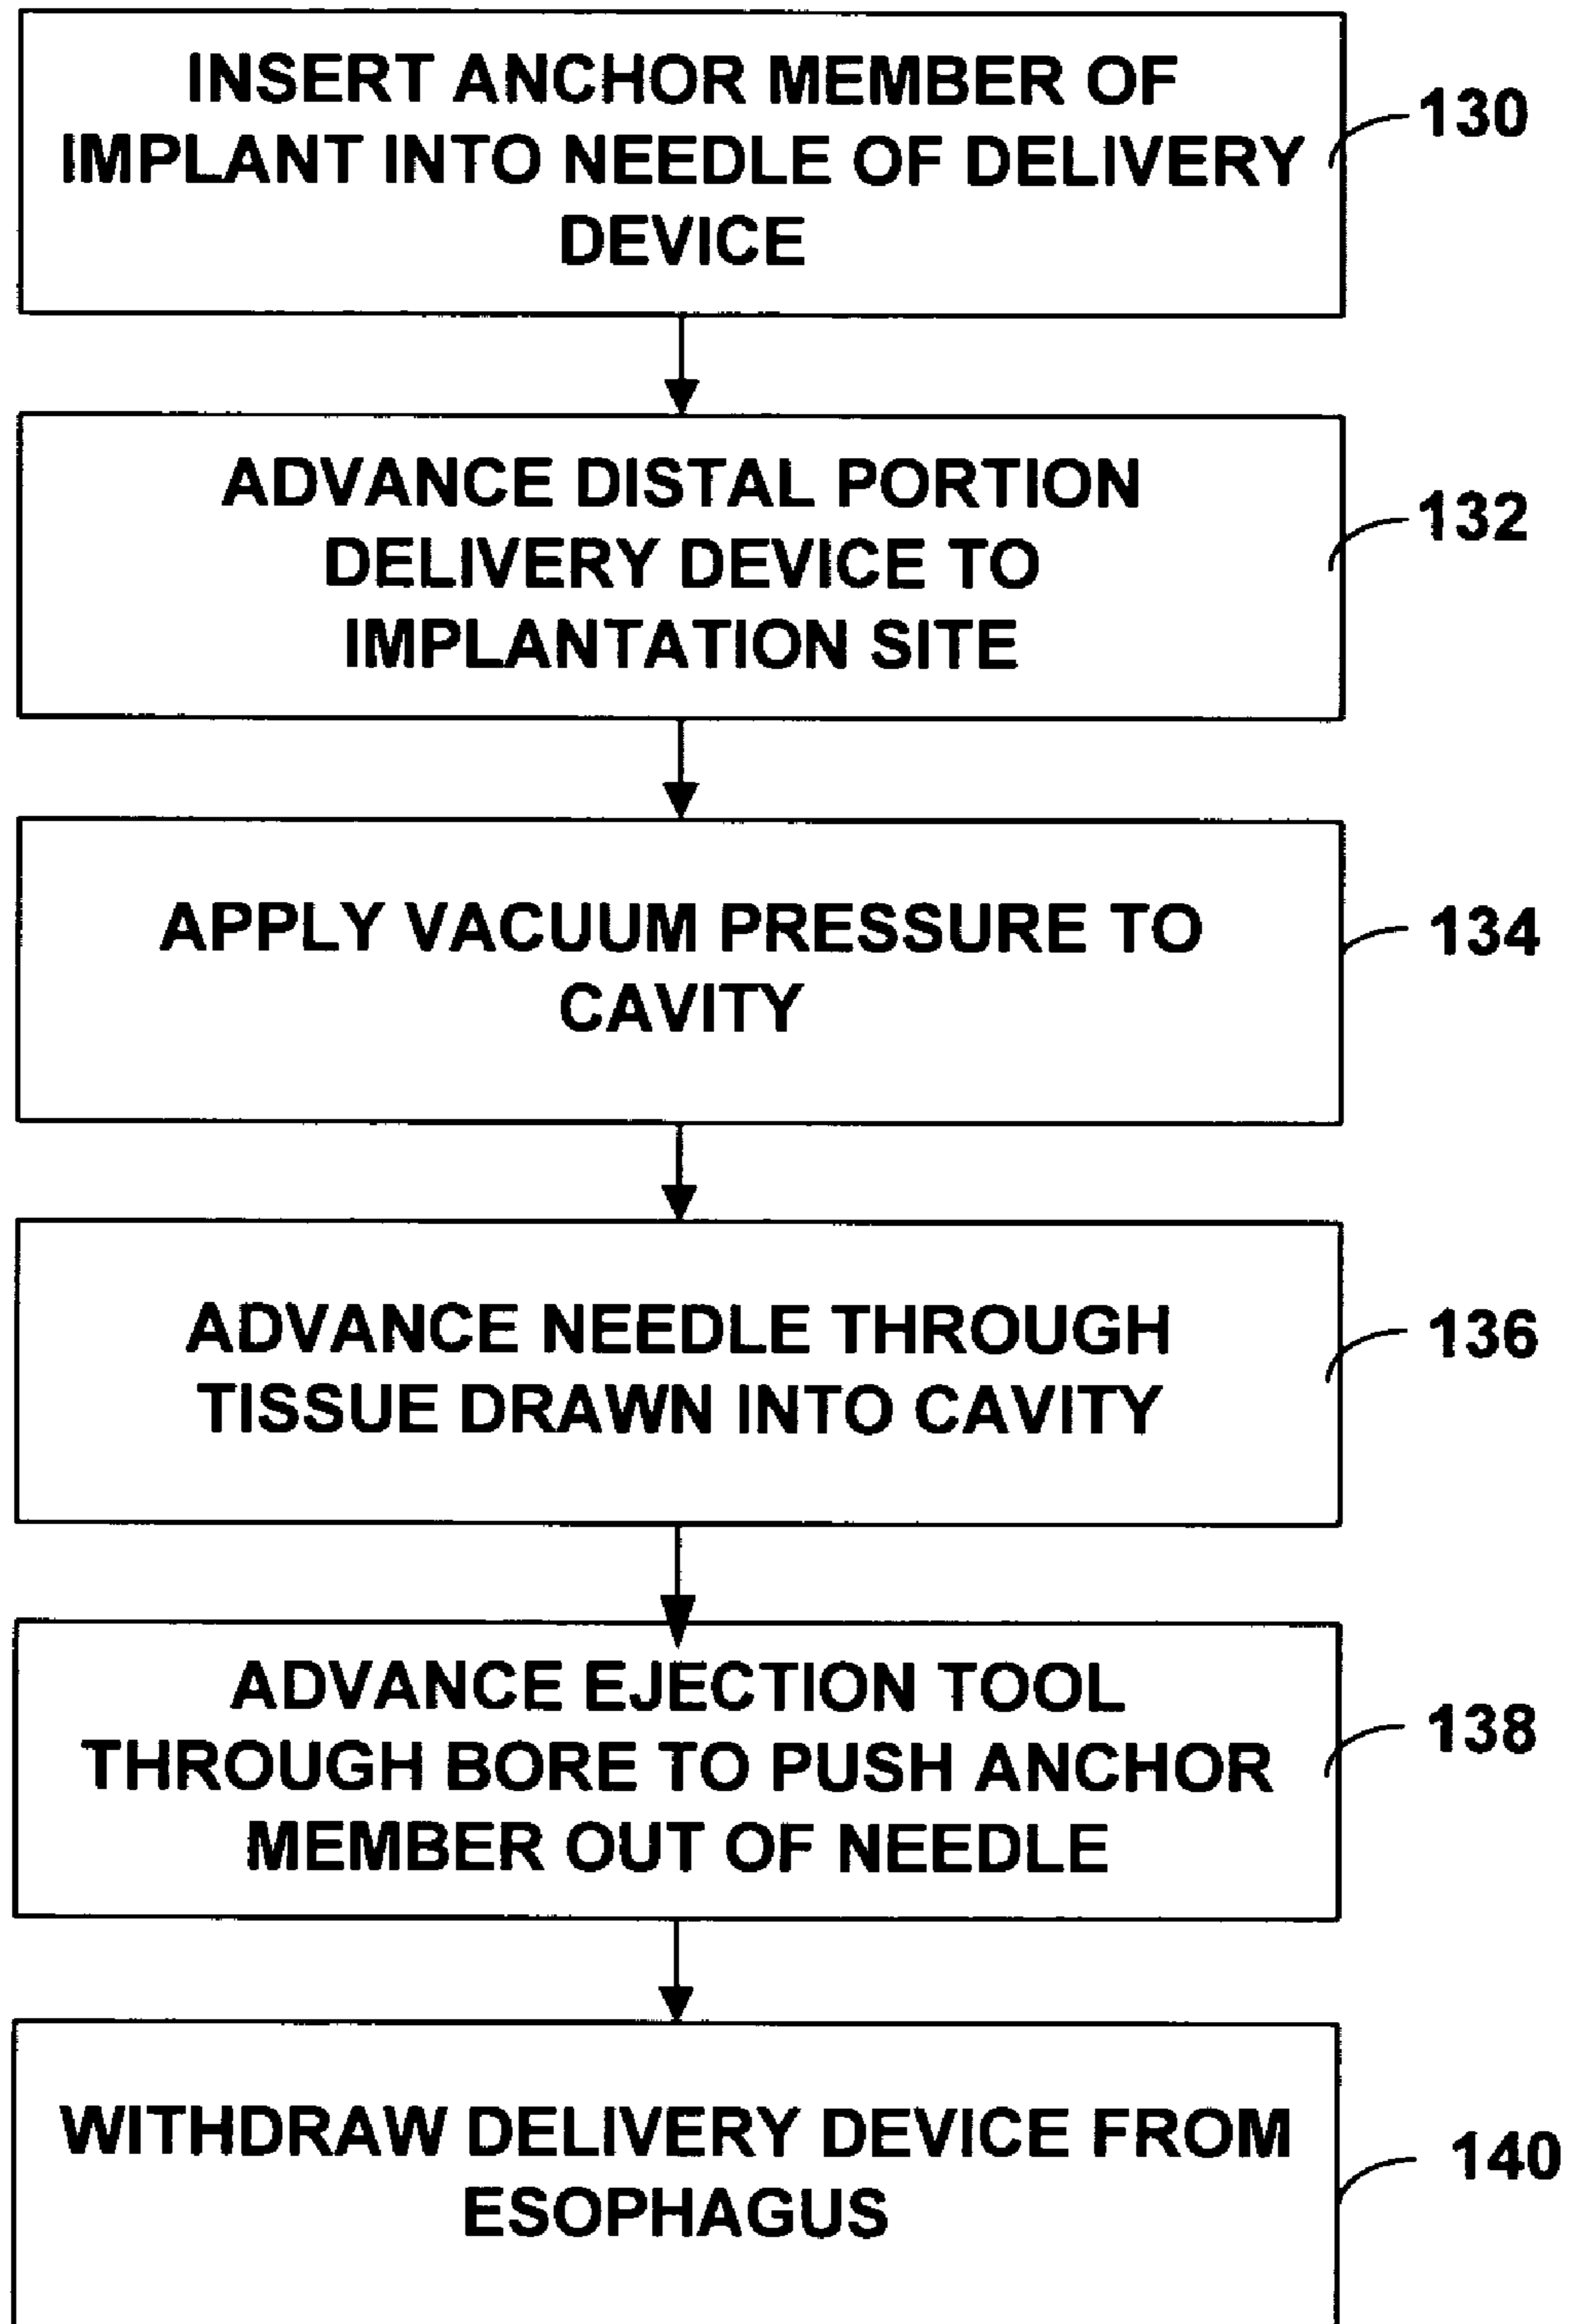 INSERT ANCHOR MEMBER OF
IMPLANT INTO NEEDLE OF DELIVERY
DEVICE
130
ADVANCE DISTAL PORTION
DELIVERY DEVICE TO
IMPLANTATION SITE
132
APPLY VACUUM PRESSURE TO
CAVITY
134
ADVANCE NEEDLE THROUGH
TISSUE DRAWN INTO CAVITY
136
ADVANCE EJECTION TOOL
THROUGH BORE TO PUSH ANCHOR
MEMBER OUT OF NEEDLE
138
WITHDRAW DELIVERY DEVICE FROM
ESOPHAGUS
140